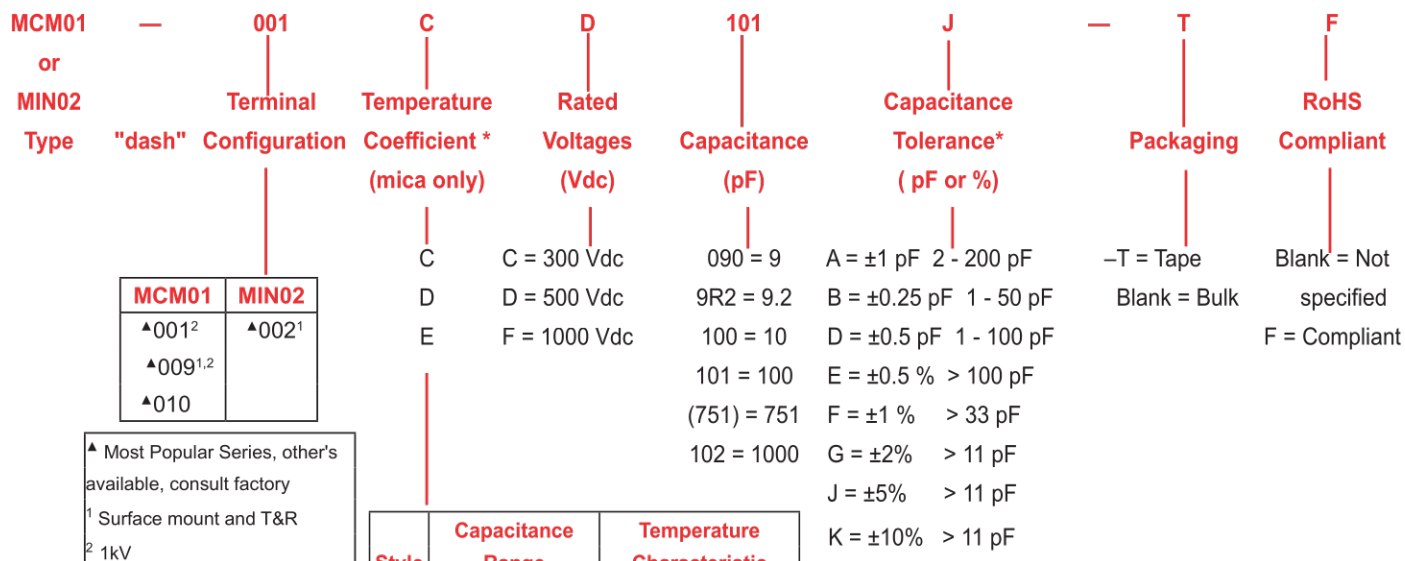 MCM01 — 001 C D 101 J — T F
or
MIN02 Terminal Temperature Rated Capacitance RoHS
Type "dash" Configuration Coefficient * Voltages Capacitance Tolerance* Packaging Compliant
(mica only) (Vdc) (pF) ( pF or %)
C C = 300 Vdc 090 = 9 A = ±1 pF 2 - 200 pF –T = Tape Blank = Not
MCM01 MIN02 D D = 500 Vdc 9R2 = 9.2 B = ±0.25 pF 1 - 50 pF Blank = Bulk specified
▲001² ▲002¹ E F = 1000 Vdc 100 = 10 D = ±0.5 pF 1 - 100 pF F = Compliant
▲009¹,² 101 = 100 E = ±0.5 % > 100 pF
▲010 (751) = 751 F = ±1 % > 33 pF
▲ Most Popular Series, other's 102 = 1000 G = ±2% > 11 pF
available, consult factory J = ±5% > 11 pF
¹ Surface mount and T&R Capacitance Temperature K = ±10% > 11 pF
² 1kV Style Range Characteristic